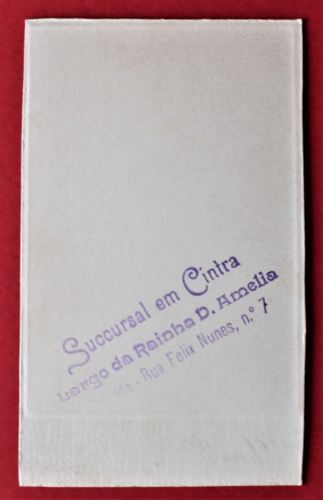 Succursal em Cintra
Largo da Rainha D. Amelia
Rua Felix Nunes, n.º 7